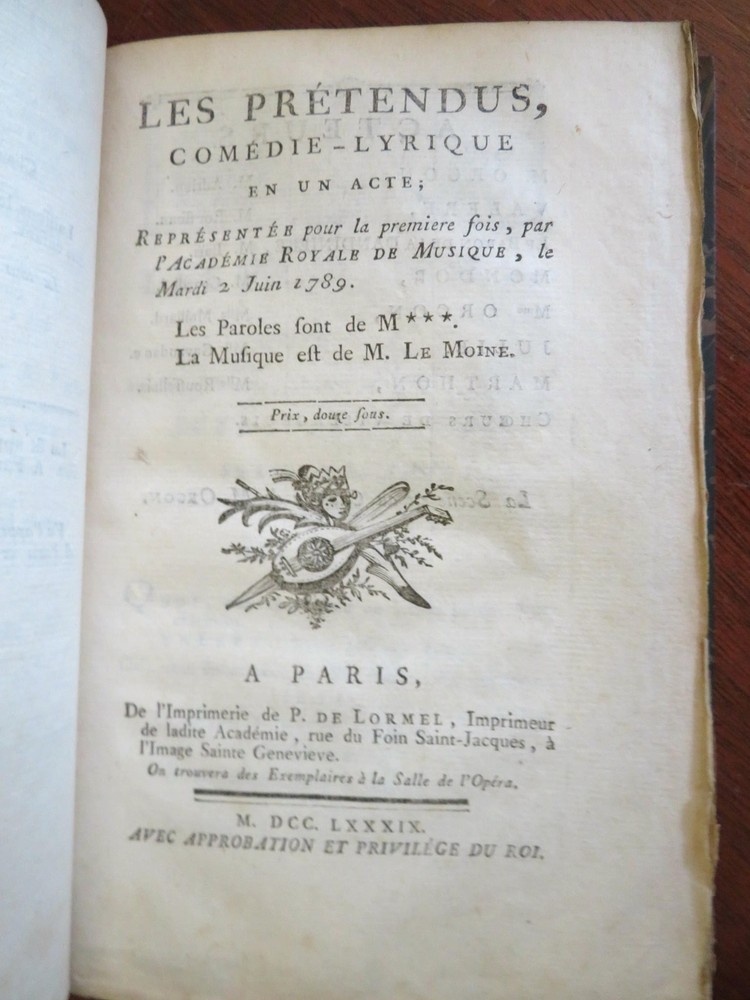 LES PRÉTENDUS,
COMÉDIE-LYRIQUE
EN UN ACTE;
REPRÉSENTÉE pour la premiere fois, par
l'ACADÉMIE ROYALE DE MUSIQUE, le
Mardi 2 Juin 1789.
Les Paroles ſont de M***.
La Muſique eſt de M. LE MOINE.
Prix, douze ſous.
A PARIS,
De l'Imprimerie de P. DE LORMEL, Imprimeur
de ladite Académie, rue du Foin Saint-Jacques, à
l'Image Sainte Genevieve.
On trouvera des Exemplaires à la Salle de l'Opéra.
M. DCC. LXXXIX.
AVEC APPROBATION ET PRIVILÉGE DU ROI.